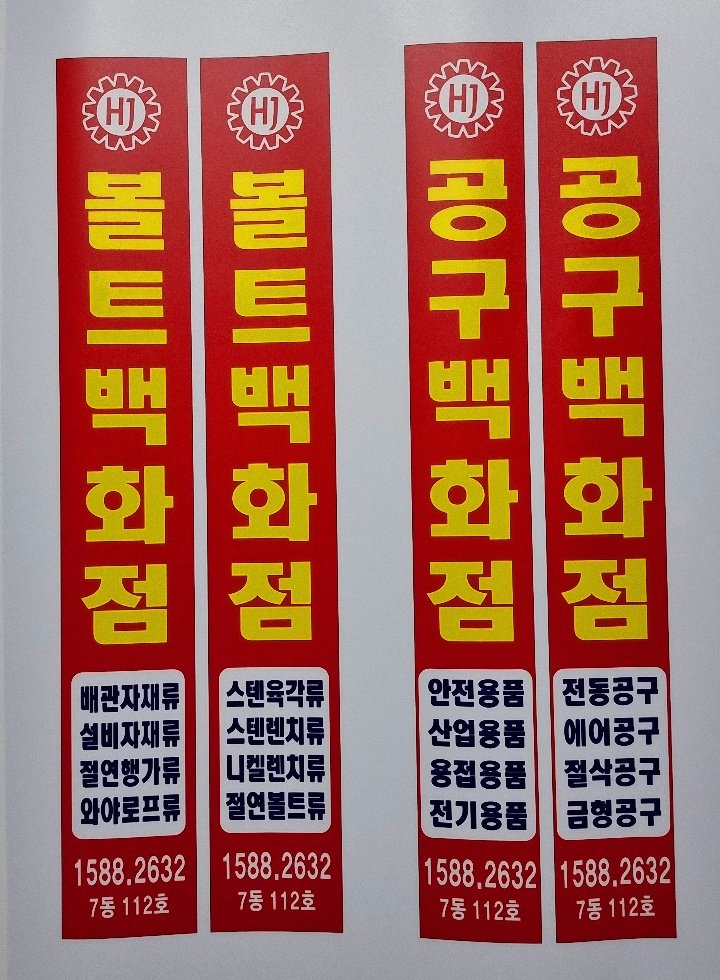 HJ
볼트백화점
배관자재류
설비자재류
절연행가류
와야로프류
1588.2632
7동 112호
HJ
볼트백화점
스텐육각류
스텐렌치류
니켈렌치류
절연볼트류
1588.2632
7동 112호
HJ
공구백화점
안전용품
산업용품
용접용품
전기용품
1588.2632
7동 112호
HJ
공구백화점
전동공구
에어공구
절삭공구
금형공구
1588.2632
7동 112호